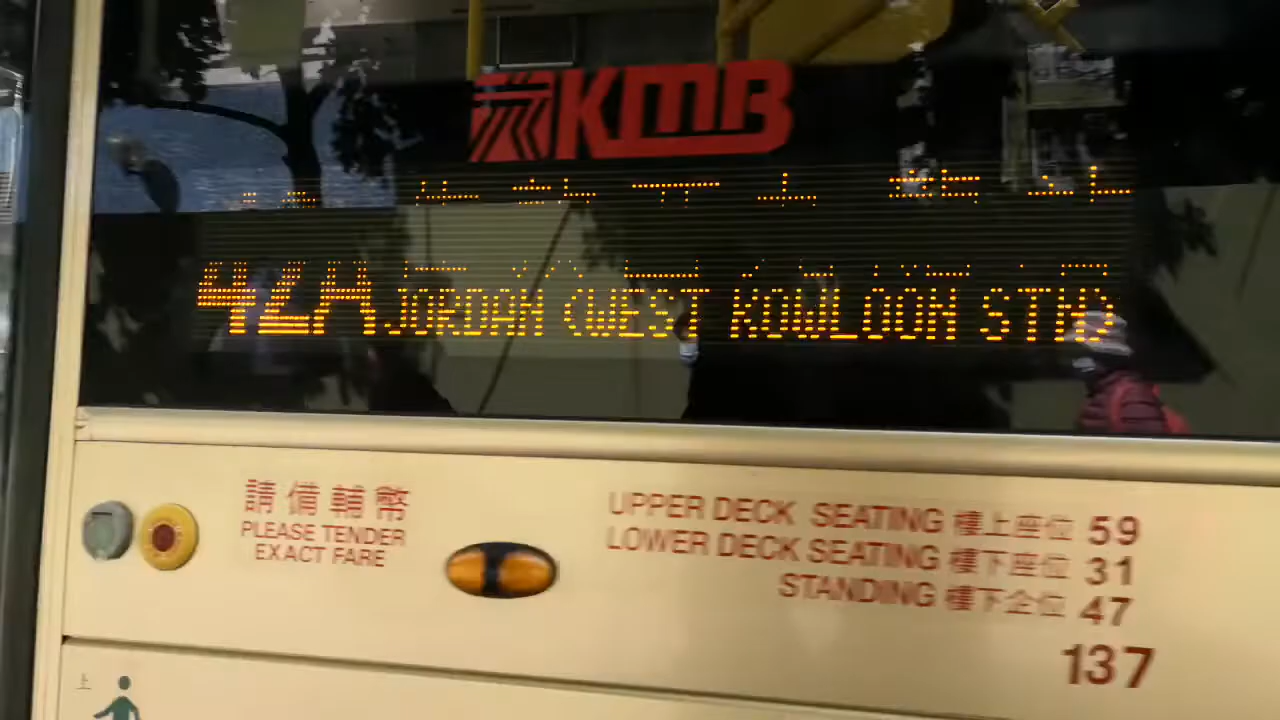 KMB
42A JORDAN (WEST KOWLOON STN)
請備輔幣
PLEASE TENDER
EXACT FARE
UPPER DECK SEATING 樓上座位 59
LOWER DECK SEATING 樓下座位 31
STANDING 樓下企位 47
137
上